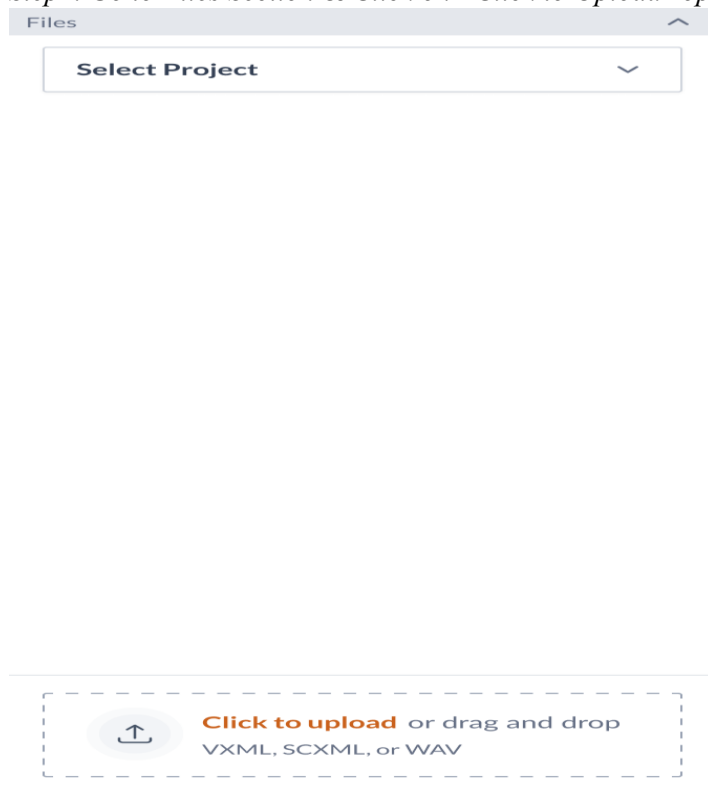 Files
Select Project
Click to upload or drag and drop
VXML, SCXML, or WAV